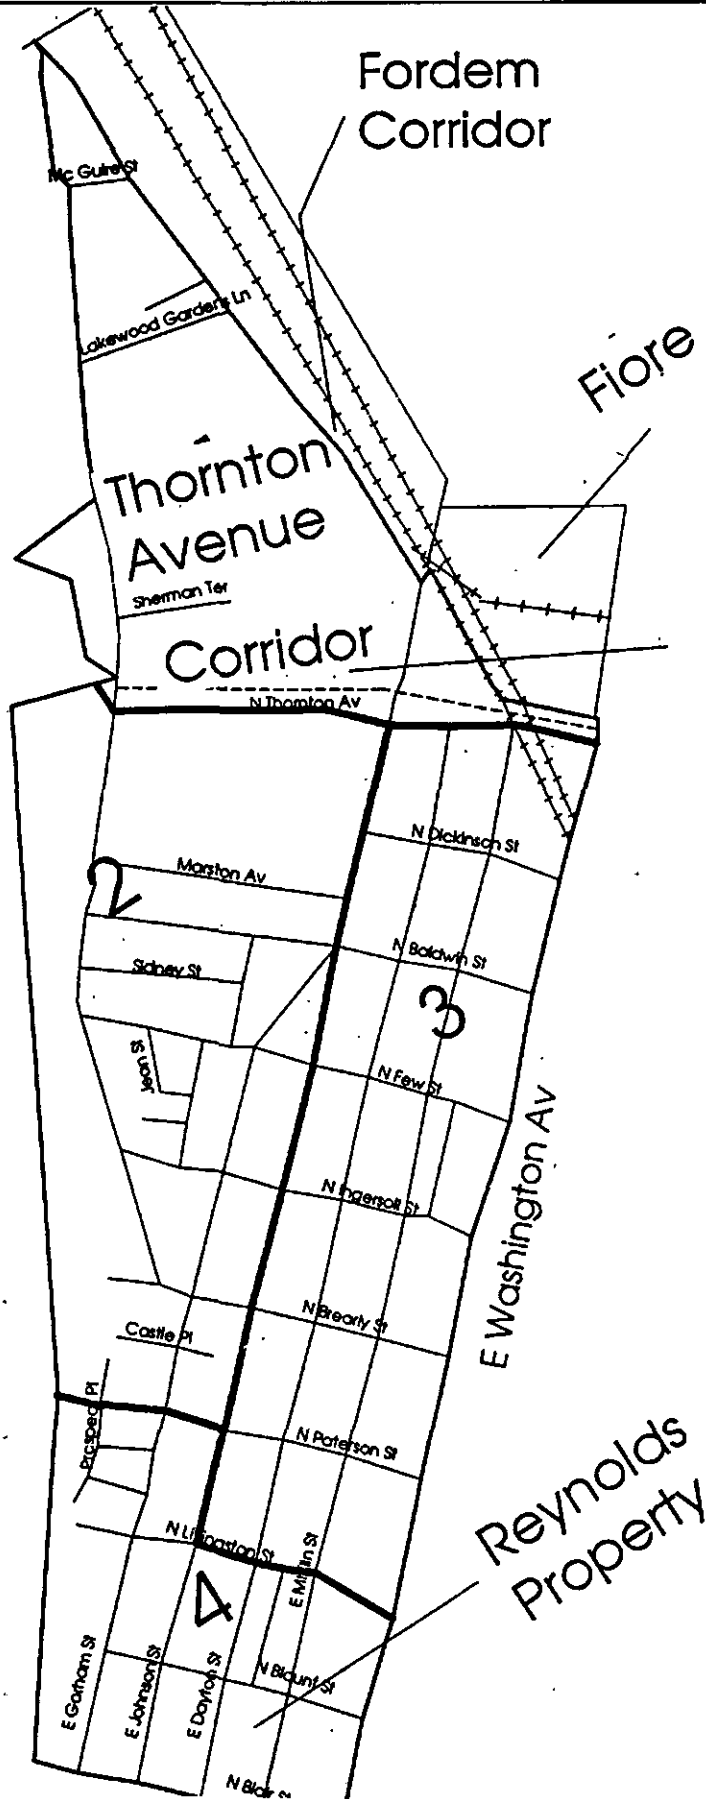 Fordem
Corridor
Mc Guire St
Lakewood Gardens Ln
Fiore
Thornton
Avenue
Sherman Ter
Corridor
N Thornton Av
N Dickinson St
Marston Av
2
N Baldwin St
Sidney St
3
Jean St
N Few St
N Ingersoll St
E Washington Av
N Brearly St
Castle Pl
Prospect Pl
N Paterson St
Reynolds
Property
N Livingston St
E Mifflin St
4
E Gorham St
E Johnson St
E Dayton St
N Blount St
N Blair St